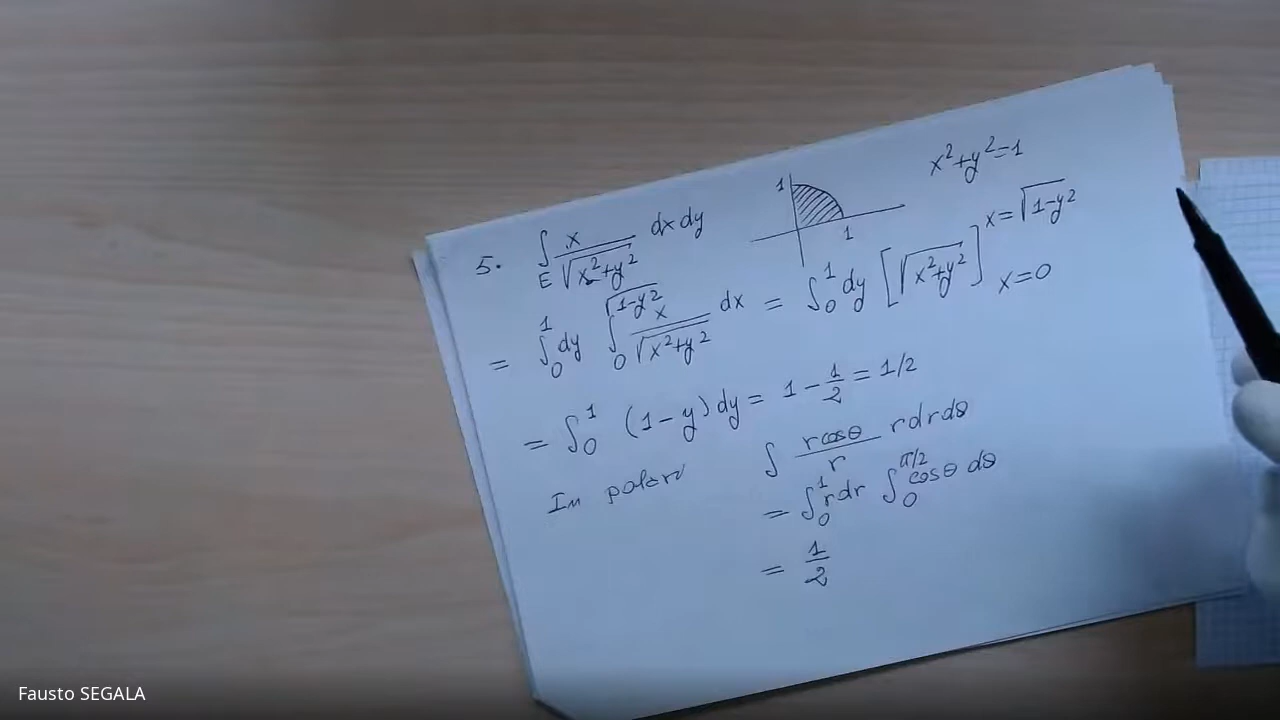 5. ∫_E x/√(x²+y²) dx dy
1
1
x²+y²=1
= ∫_0^1 dy ∫_0^√(1-y²) x/√(x²+y²) dx = ∫_0^1 dy [√(x²+y²)]_{x=0}^{x=√(1-y²)}
= ∫_0^1 (1-y) dy = 1 - 1/2 = 1/2
In polari ∫ rcosθ/r r dr dθ
= ∫_0^1 r dr ∫_0^{π/2} cosθ dθ
= 1/2
Fausto SEGALA